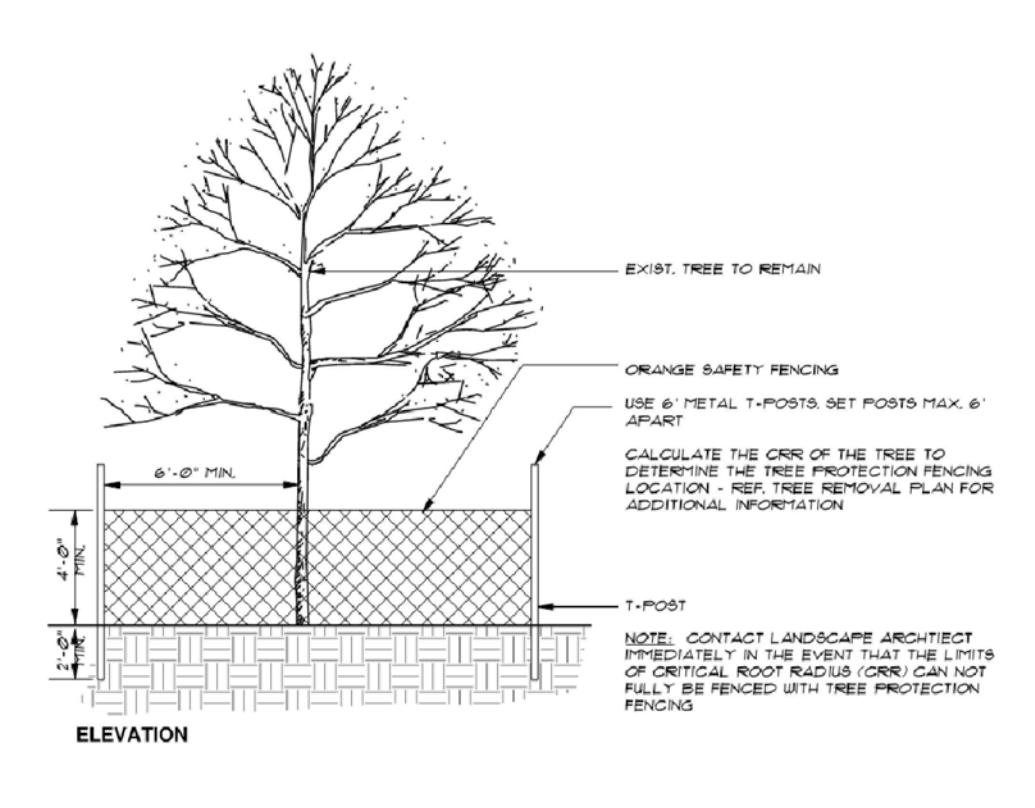 EXIST. TREE TO REMAIN
ORANGE SAFETY FENCING
USE 6' METAL T-POSTS. SET POSTS MAX. 6'
APART
CALCULATE THE CRR OF THE TREE TO
DETERMINE THE TREE PROTECTION FENCING
LOCATION - REF. TREE REMOVAL PLAN FOR
ADDITIONAL INFORMATION
6'-0" MIN.
4'-0"
MIN.
T-POST
2'-0"
MIN.
NOTE: CONTACT LANDSCAPE ARCHTIECT
IMMEDIATELY IN THE EVENT THAT THE LIMITS
OF CRITICAL ROOT RADIUS (CRR) CAN NOT
FULLY BE FENCED WITH TREE PROTECTION
FENCING
ELEVATION